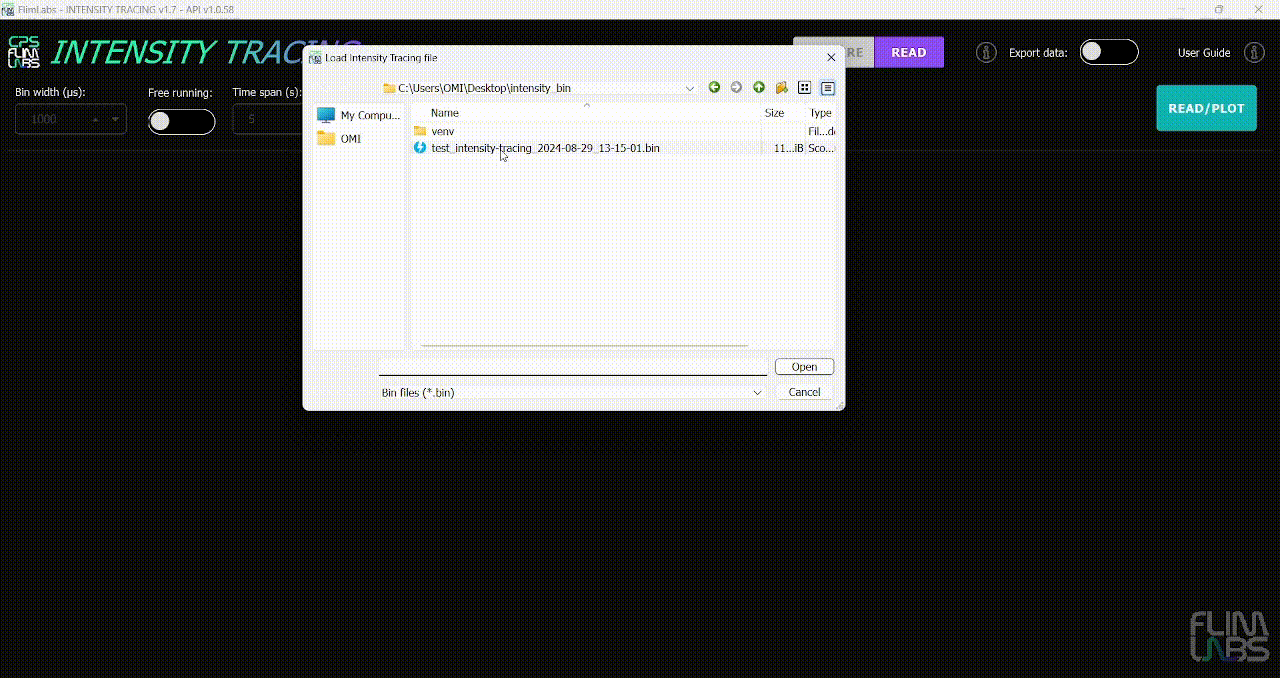 FlimLabs - INTENSITY TRACING v1.7 - API v1.0.58
CPS
FLIM
LABS
INTENSITY TRACING
RE
READ
Export data:
User Guide
Bin width (µs):
Free running:
Time span (s):
1000
5
READ/PLOT
Load Intensity Tracing file
C:\Users\OMI\Desktop\intensity_bin
My Compu...
OMI
Name
Size
Type
venv
Fil...
test_intensity-tracing_2024-08-29_13-15-01.bin
11...iB
Sco...
Open
Bin files (*.bin)
Cancel
FLIM
LABS